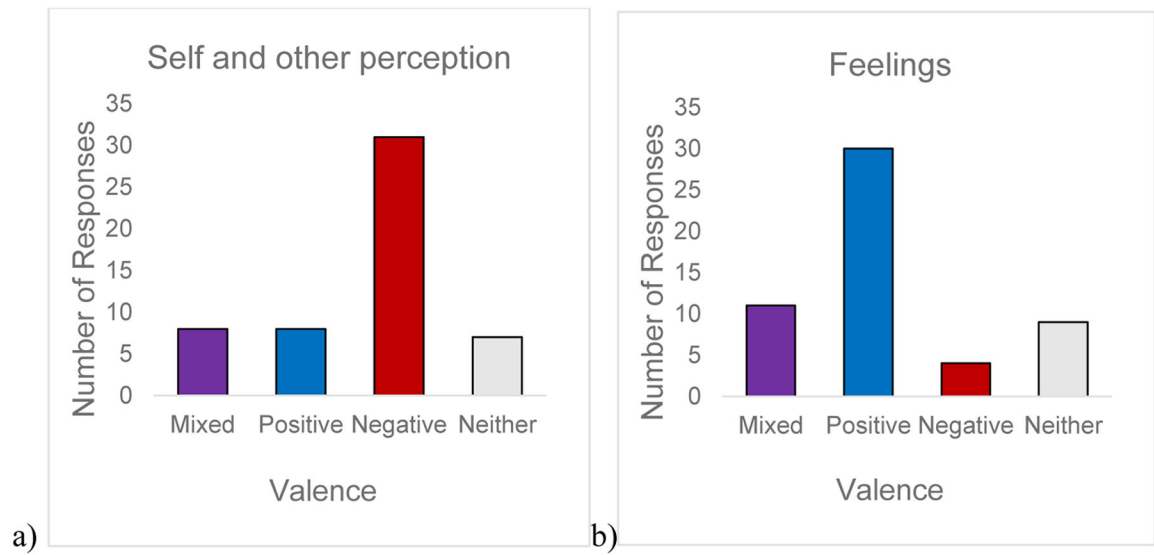 Self and other perception
Number of Responses
35
30
25
20
15
10
5
0
Mixed Positive Negative Neither
Valence
a)
Feelings
Number of Responses
35
30
25
20
15
10
5
0
Mixed Positive Negative Neither
Valence
b)